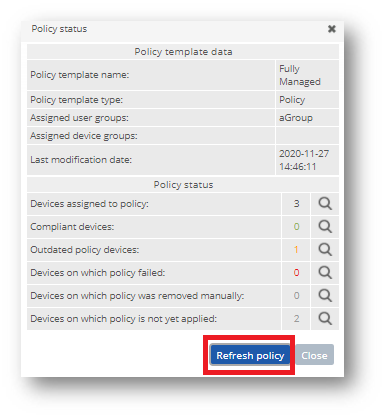 Policy status ✖
Policy template data
Policy template name: Fully Managed
Policy template type: Policy
Assigned user groups: aGroup
Assigned device groups:
Last modification date: 2020-11-27 14:46:11
Policy status
Devices assigned to policy: 3
Compliant devices: 0
Outdated policy devices: 1
Devices on which policy failed: 0
Devices on which policy was removed manually: 0
Devices on which policy is not yet applied: 2
Refresh policy Close